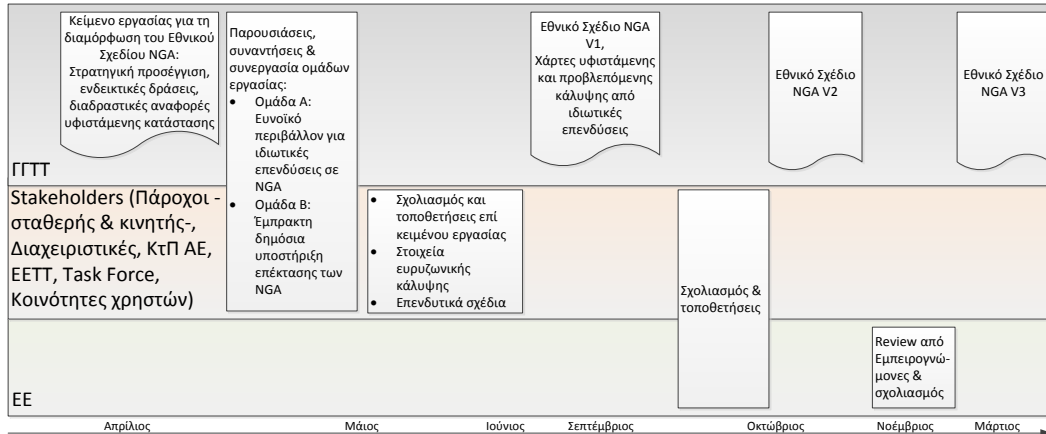 Κείμενο εργασίας για τη
διαμόρφωση του Εθνικού
Σχεδίου NGA:
Στρατηγική προσέγγιση,
ενδεικτικές δράσεις,
διαδραστικές αναφορές
υφιστάμενης κατάστασης
Παρουσιάσεις,
συναντήσεις &
συνεργασία ομάδων
εργασίας:
• Ομάδα Α:
Ευνοϊκό
περιβάλλον για
ιδιωτικές
επενδύσεις σε
NGA
• Ομάδα Β:
Έμπρακτη
δημόσια
υποστήριξη
επέκτασης των
NGA
Εθνικό Σχέδιο NGA
V1,
Χάρτες υφιστάμενης
και προβλεπόμενης
κάλυψης από
ιδιωτικές
επενδύσεις
Εθνικό Σχέδιο
NGA V2
Εθνικό Σχέδιο
NGA V3
ΓΓΤΤ
Stakeholders (Πάροχοι -
σταθερής & κινητής-,
Διαχειριστικές, ΚτΠ ΑΕ,
ΕΕΤΤ, Task Force,
Κοινότητες χρηστών)
• Σχολιασμός και
τοποθετήσεις επί
κειμένου εργασίας
• Στοιχεία
ευρυζωνικής
κάλυψης
• Επενδυτικά σχέδια
Σχολιασμός &
τοποθετήσεις
Review από
Εμπειρογνώ-
μονες &
σχολιασμός
ΕΕ
Απρίλιος Μάιος Ιούνιος Σεπτέμβριος Οκτώβριος Νοέμβριος Μάρτιος